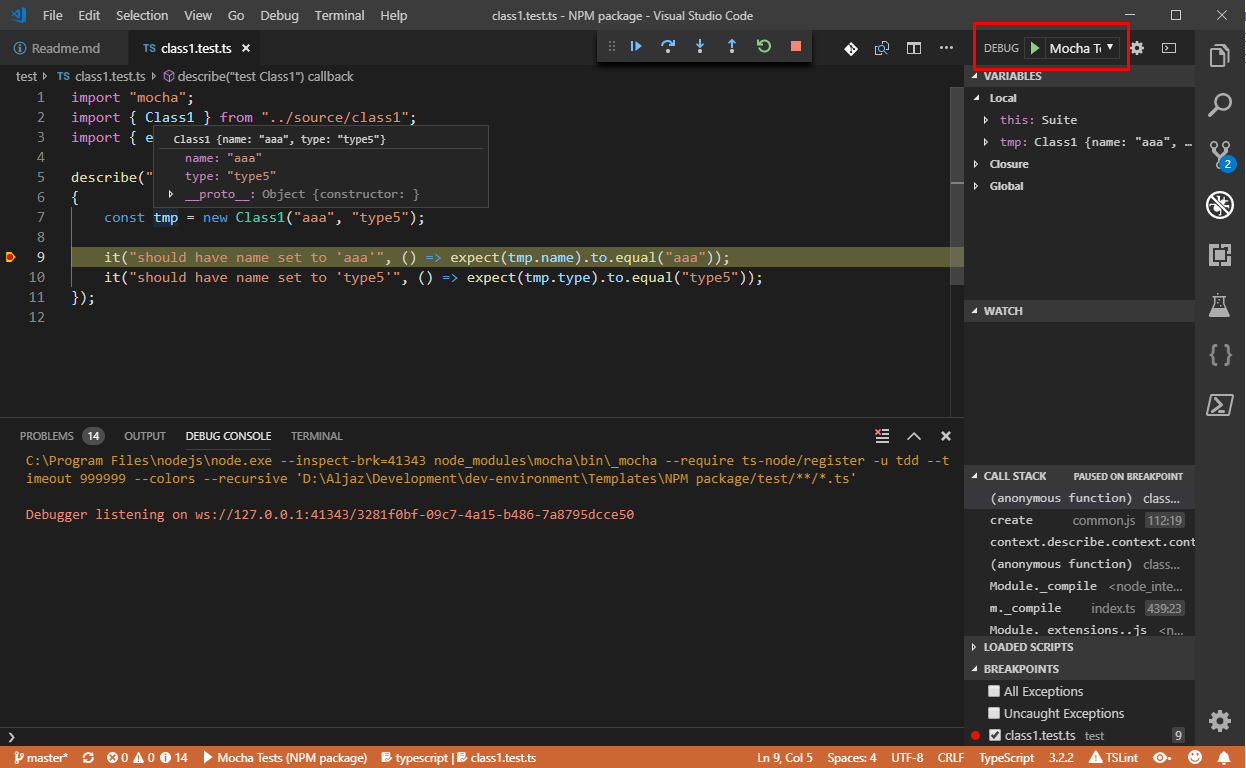 File Edit Selection View Go Debug Terminal Help class1.test.ts - NPM package - Visual Studio Code
Readme.md TS class1.test.ts DEBUG Mocha Te
test TS class1.test.ts describe("test Class1") callback
1 import "mocha";
2 import { Class1 } from "../source/class1";
3 import { e
Class1 {name: "aaa", type: "type5"}
name: "aaa"
type: "type5"
__proto__: Object {constructor: }
4
5 describe("
6 {
7 const tmp = new Class1("aaa", "type5");
8
9 it("should have name set to 'aaa'", () => expect(tmp.name).to.equal("aaa"));
10 it("should have name set to 'type5'", () => expect(tmp.type).to.equal("type5"));
11 });
12
VARIABLES
Local
this: Suite
tmp: Class1 {name: "aaa", …
Closure
Global
2
WATCH
PROBLEMS 14 OUTPUT DEBUG CONSOLE TERMINAL
C:\Program Files\nodejs\node.exe --inspect-brk=41343 node_modules\mocha\bin\_mocha --require ts-node/register -u tdd --t
imeout 999999 --colors --recursive 'D:\Aljaz\Development\dev-environment\Templates\NPM package/test/**/*.ts'
Debugger listening on ws://127.0.0.1:41343/3281f0bf-09c7-4a15-b486-7a8795dcce50
CALL STACK PAUSED ON BREAKPOINT
(anonymous function) class...
create common.js 112:19
context.describe.context.cont
(anonymous function) class...
Module._compile <node_inte...
m._compile index.ts 439:23
Module._extensions..js <n...
LOADED SCRIPTS
BREAKPOINTS
All Exceptions
Uncaught Exceptions
class1.test.ts test 9
master* 0 0 14 Mocha Tests (NPM package) typescript | class1.test.ts Ln 9, Col 5 Spaces: 4 UTF-8 CRLF TypeScript 3.2.2 TSLint